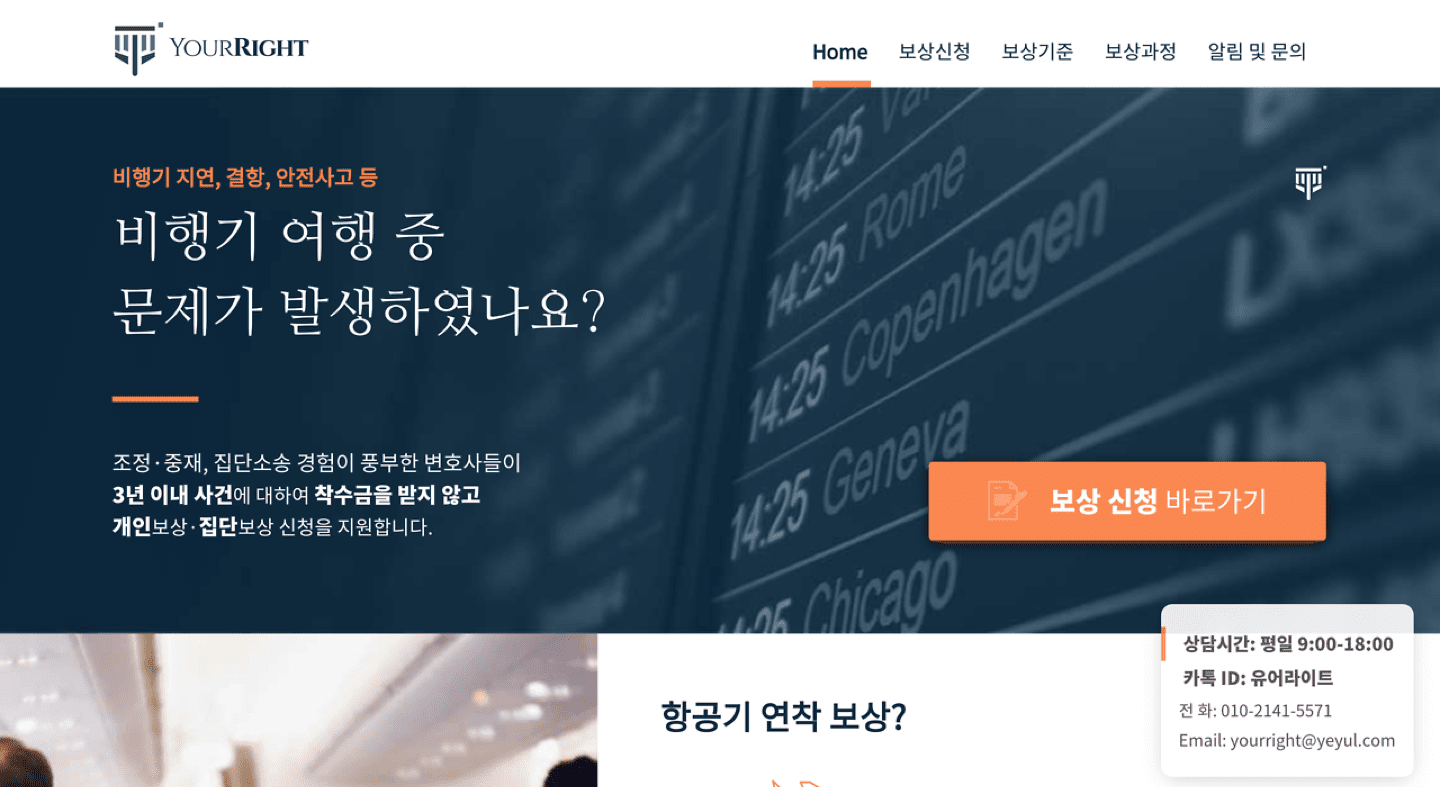 YOURRIGHT
Home 보상신청 보상기준 보상과정 알림 및 문의
비행기 지연, 결항, 안전사고 등
비행기 여행 중
문제가 발생하였나요?
조정·중재, 집단소송 경험이 풍부한 변호사들이
3년 이내 사건에 대하여 착수금을 받지 않고
개인보상·집단보상 신청을 지원합니다.
14:25
14:25 Rome
14:25 Copenhagen
14:25 Geneva
Chicago
보상 신청 바로가기
상담시간: 평일 9:00-18:00
카톡 ID: 유어라이트
전 화: 010-2141-5571
Email: yourright@yeyul.com
항공기 연착 보상?